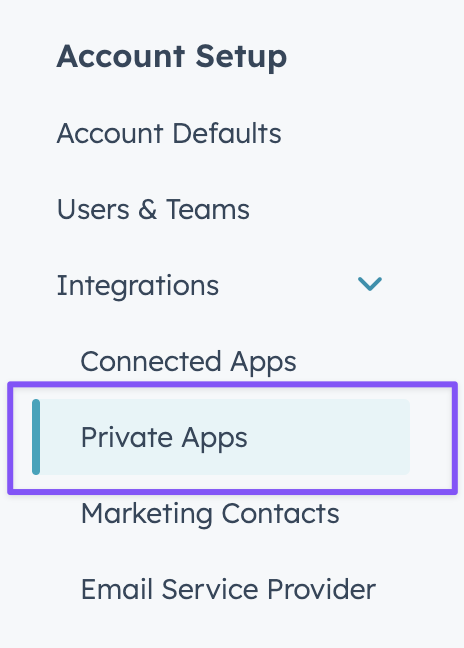 Account Setup
Account Defaults
Users & Teams
Integrations
Connected Apps
Private Apps
Marketing Contacts
Email Service Provider